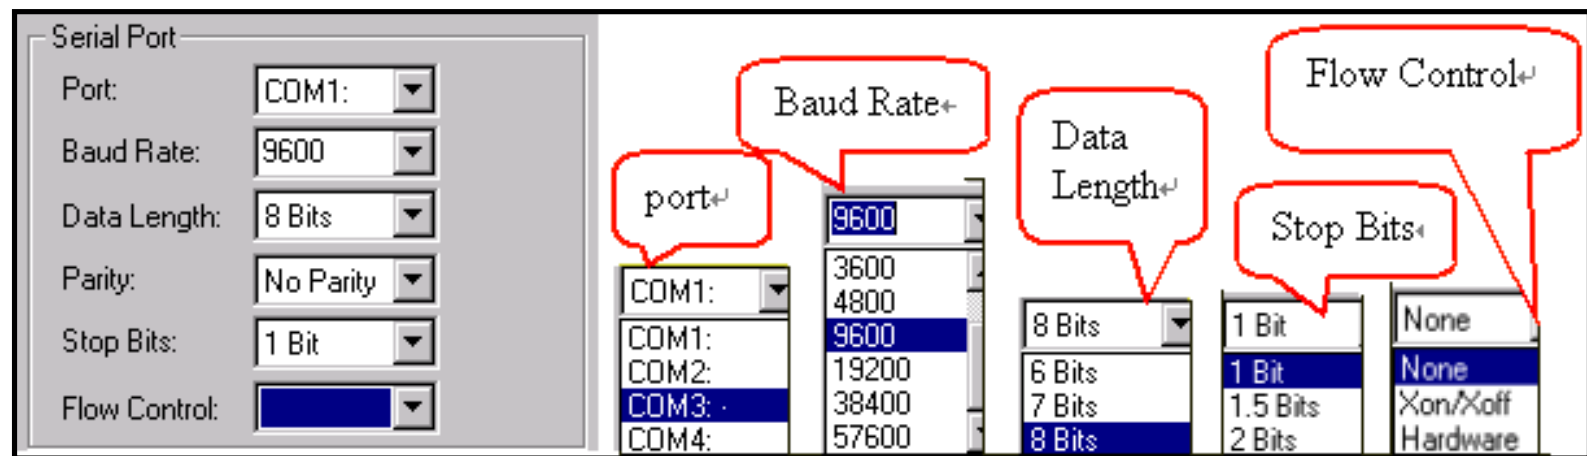 Serial Port
Port: COM1:
Baud Rate: 9600
Data Length: 8 Bits
Parity: No Parity
Stop Bits: 1 Bit
Flow Control:
port
COM1:
COM1:
COM2:
COM3:
COM4:
Baud Rate
9600
3600
4800
9600
19200
38400
57600
Data
Length
8 Bits
6 Bits
7 Bits
8 Bits
Stop Bits
1 Bit
1 Bit
1.5 Bits
2 Bits
Flow Control
None
None
Xon/Xoff
Hardware